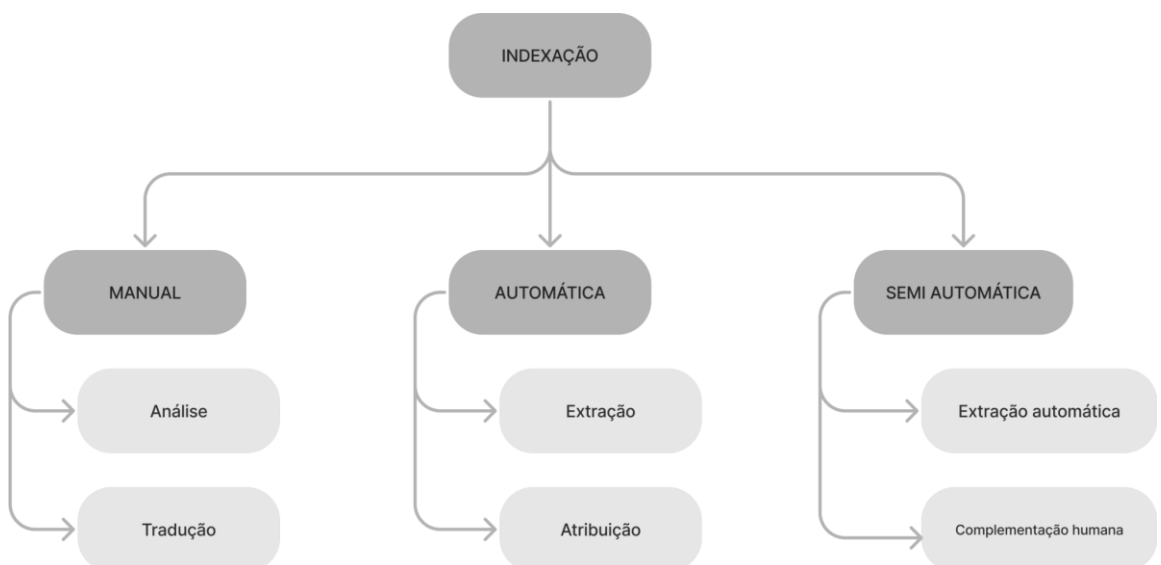 INDEXAÇÃO
MANUAL
AUTOMÁTICA
SEMI AUTOMÁTICA
Análise
Extração
Extração automática
Tradução
Atribuição
Complementação humana